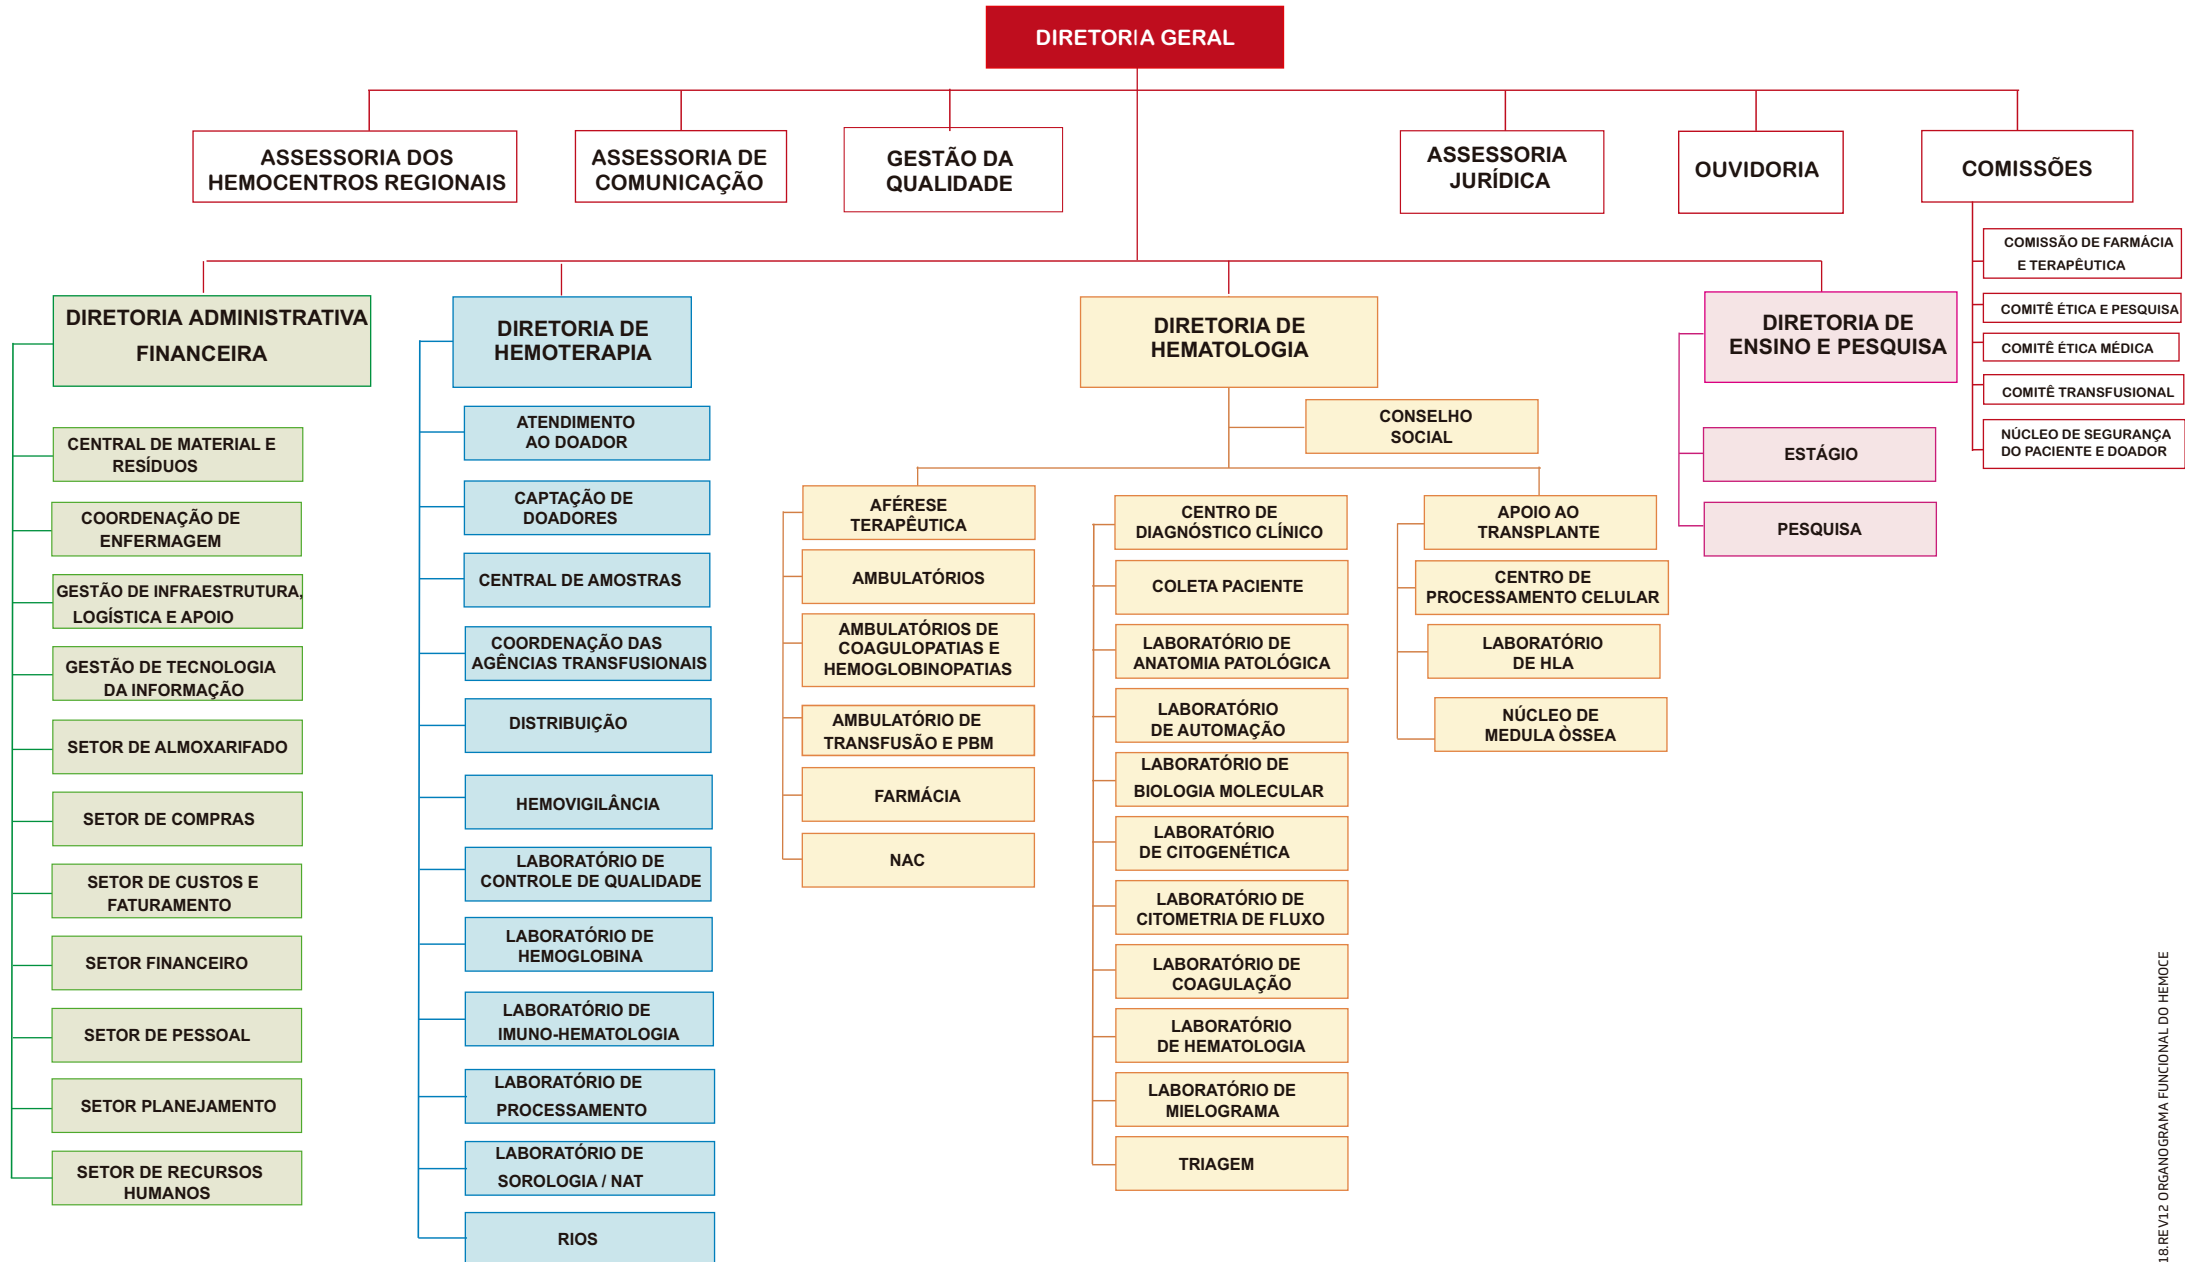 DIRETORIA GERAL
ASSESSORIA DOS
HEMOCENTROS REGIONAIS
ASSESSORIA DE
COMUNICAÇÃO
GESTÃO DA
QUALIDADE
ASSESSORIA
JURÍDICA
OUVIDORIA
COMISSÕES
COMISSÃO DE FARMÁCIA
E TERAPÊUTICA
COMITÊ ÉTICA E PESQUISA
COMITÊ ÉTICA MÉDICA
COMITÊ TRANSFUSIONAL
NÚCLEO DE SEGURANÇA
DO PACIENTE E DOADOR
DIRETORIA ADMINISTRATIVA
FINANCEIRA
CENTRAL DE MATERIAL E
RESÍDUOS
COORDENAÇÃO DE
ENFERMAGEM
GESTÃO DE INFRAESTRUTURA,
LOGÍSTICA E APOIO
GESTÃO DE TECNOLOGIA
DA INFORMAÇÃO
SETOR DE ALMOXARIFADO
SETOR DE COMPRAS
SETOR DE CUSTOS E
FATURAMENTO
SETOR FINANCEIRO
SETOR DE PESSOAL
SETOR PLANEJAMENTO
SETOR DE RECURSOS
HUMANOS
DIRETORIA DE
HEMOTERAPIA
ATENDIMENTO
AO DOADOR
CAPTAÇÃO DE
DOADORES
CENTRAL DE AMOSTRAS
COORDENAÇÃO DAS
AGÊNCIAS TRANSFUSIONAIS
DISTRIBUIÇÃO
HEMOVIGILÂNCIA
LABORATÓRIO DE
CONTROLE DE QUALIDADE
LABORATÓRIO DE
HEMOGLOBINA
LABORATÓRIO DE
IMUNO-HEMATOLOGIA
LABORATÓRIO DE
PROCESSAMENTO
LABORATÓRIO DE
SOROLOGIA / NAT
RIOS
DIRETORIA DE
HEMATOLOGIA
CONSELHO
SOCIAL
AFÉRESE
TERAPÊUTICA
AMBULATÓRIOS
AMBULATÓRIOS DE
COAGULOPATIAS E
HEMOGLOBINOPATIAS
AMBULATÓRIO DE
TRANSFUSÃO E PBM
FARMÁCIA
NAC
CENTRO DE
DIAGNÓSTICO CLÍNICO
COLETA PACIENTE
LABORATÓRIO DE
ANATOMIA PATOLÓGICA
LABORATÓRIO
DE AUTOMAÇÃO
LABORATÓRIO DE
BIOLOGIA MOLECULAR
LABORATÓRIO
DE CITOGENÉTICA
LABORATÓRIO DE
CITOMETRIA DE FLUXO
LABORATÓRIO DE
COAGULAÇÃO
LABORATÓRIO
DE HEMATOLOGIA
LABORATÓRIO DE
MIELOGRAMA
TRIAGEM
APOIO AO
TRANSPLANTE
CENTRO DE
PROCESSAMENTO CELULAR
LABORATÓRIO
DE HLA
NÚCLEO DE
MEDULA ÒSSEA
DIRETORIA DE
ENSINO E PESQUISA
ESTÁGIO
PESQUISA
18.REV12 ORGANOGRAMA FUNCIONAL DO HEMOCE